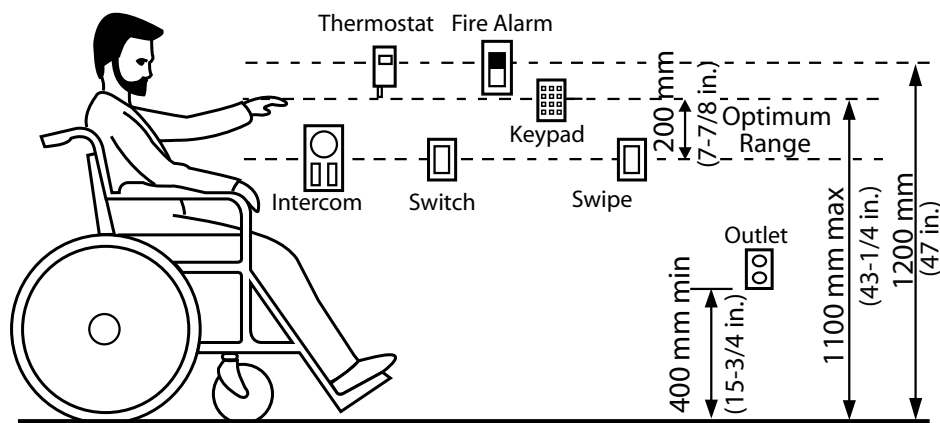 Thermostat
Fire Alarm
Keypad
200 mm
(7-7/8 in.)
Optimum
Range
Intercom
Switch
Swipe
Outlet
400 mm min
(15-3/4 in.)
1100 mm max
(43-1/4 in.)
1200 mm
(47 in.)